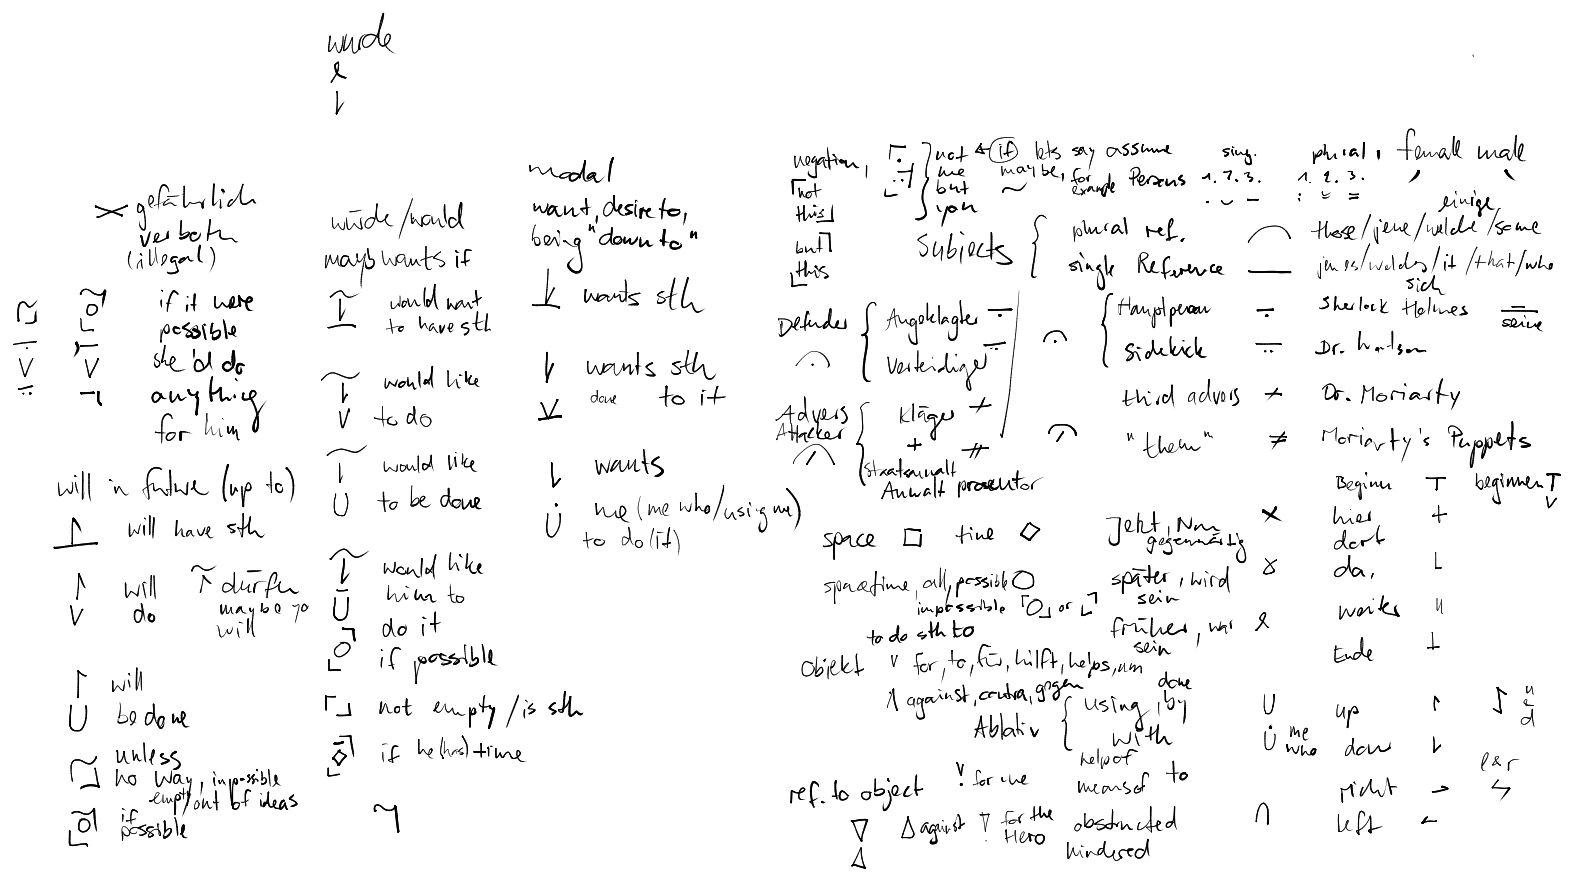 wurde
modal
× gefährlich
verboth
(illegal)
würde/would
want, desire to,
being "down to"
wants if
if it were
possible
would want
to have sth
wants sth
she'd do
anything
for him
would like
to do
wants sth
done to it
will in future (up to)
would like
to be done
wants
me (me who/using me)
to do (it)
will have sth
will
do
dürfen
maybe
will
would like
him to
do it
if possible
will
be done
not empty/is sth
unless
no way, impossible
empty/out of ideas
if he (has) time
if
possible
negation,
not
me
but
if lets say assume
maybe, for
example
Persons
sing. plural, female male
1. 2. 3. 1. 2. 3.
not
this
but
this
Subjects
plural ref.
einige,
those/jene/welche/some
single Reference
jenes/welches/it/that/who
sich
Defender
Angeklagter
Verteidiger
Hauptperson
Sherlock Holmes
seine
Sidekick
Dr. Watson
Advers
Attacker
Kläger
+
Staatsanwalt
Anwalt prosecutor
third advers
Dr. Moriarty
"them" ≠ Moriarty's Puppets
Beginn T beginnen T
V
space □ time ◇
Jetzt, Nun
gegenwärtig
×
hier +
dort
spacetime, all, possible ○
impossible
or
später, wird
sein
da, L
to do sth to
früher, war
sein
weiter
Ende
Objekt v for, to, für, hilft, helps, um
against, contra, gegen
Ablativ
using, by
done
with
help of
means of
U
me
who
up
down
u
&
d
ref. to object
for me
to
right →
l & r
△ against ▽ for the
Hero
obstructed
hindered
∩
left ←